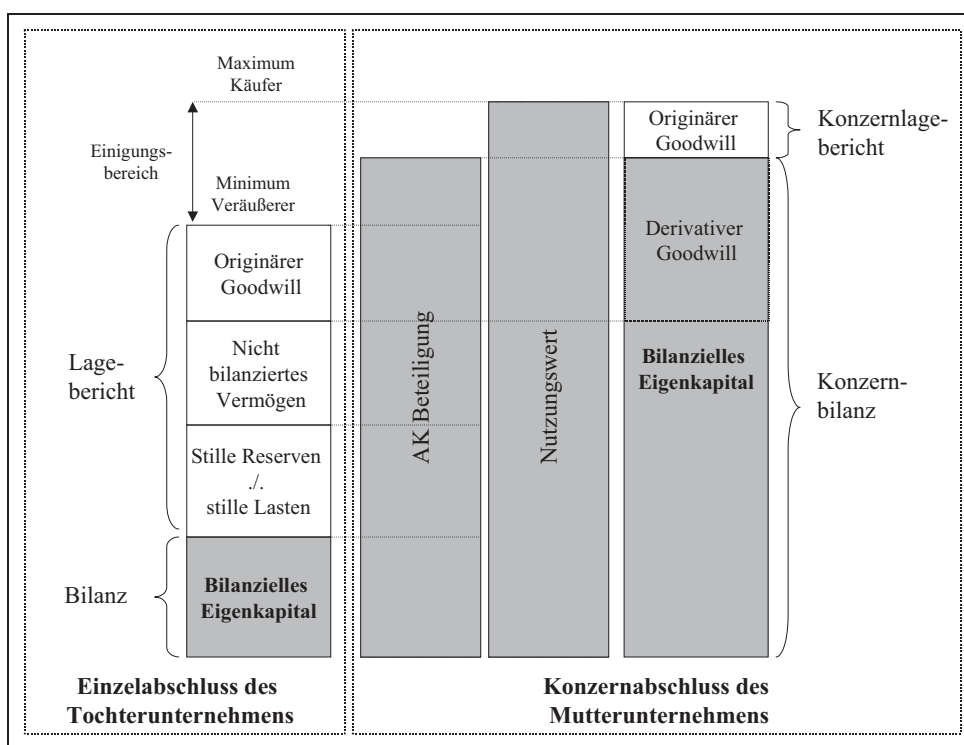 Maximum
Käufer
Einigungs-
bereich
Minimum
Veräußerer
Originärer
Goodwill
Nicht
bilanziertes
Vermögen
Stille Reserven
./.
stille Lasten
Bilanzielles
Eigenkapital
Lage-
bericht
Bilanz
Einzelabschluss des
Tochterunternehmens
AK Beteiligung
Nutzungswert
Originärer
Goodwill
Derivativer
Goodwill
Bilanzielles
Eigenkapital
Konzernlage-
bericht
Konzern-
bilanz
Konzernabschluss des
Mutterunternehmens